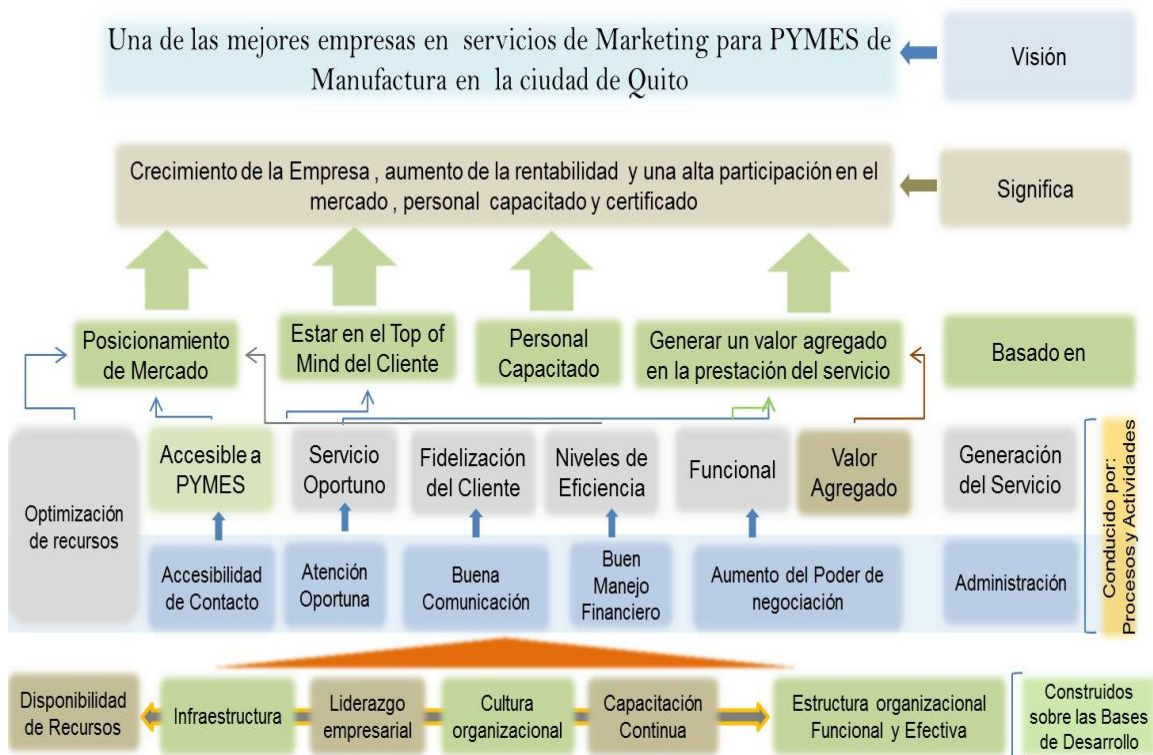 Una de las mejores empresas en servicios de Marketing para PYMES de
Manufactura en la ciudad de Quito
Visión
Crecimiento de la Empresa , aumento de la rentabilidad y una alta participación en el
mercado , personal capacitado y certificado
Significa
Posicionamiento
de Mercado
Estar en el Top of
Mind del Cliente
Personal
Capacitado
Generar un valor agregado
en la prestación del servicio
Basado en
Optimización
de recursos
Accesible a
PYMES
Servicio
Oportuno
Fidelización
del Cliente
Niveles de
Eficiencia
Funcional
Valor
Agregado
Generación
del Servicio
Accesibilidad
de Contacto
Atención
Oportuna
Buena
Comunicación
Buen
Manejo
Financiero
Aumento del Poder de
negociación
Administración
Conducido por:
Procesos y Actividades
Disponibilidad
de Recursos
Infraestructura
Liderazgo
empresarial
Cultura
organizacional
Capacitación
Continua
Estructura organizacional
Funcional y Efectiva
Construidos
sobre las Bases
de Desarrollo